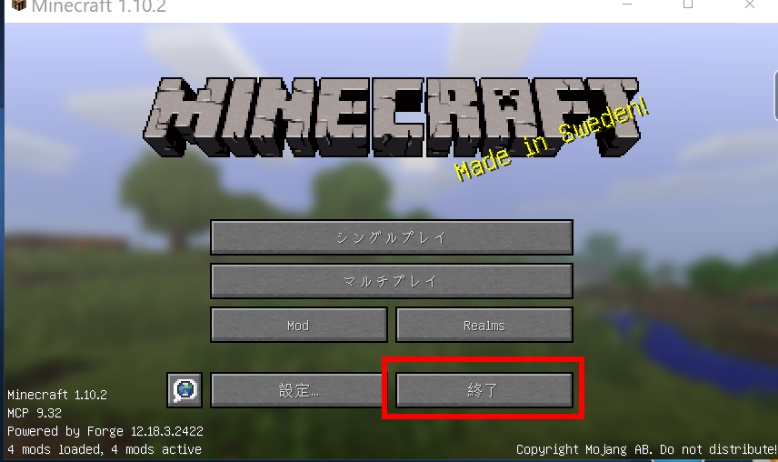 Minecraft 1.10.2
MINECRAFT
Made in Sweden!
シングルプレイ
マルチプレイ
Mod
Realms
設定...
終了
Minecraft 1.10.2
MCP 9.32
Powered by Forge 12.18.3.2422
4 mods loaded, 4 mods active
Copyright Mojang AB. Do not distribute!